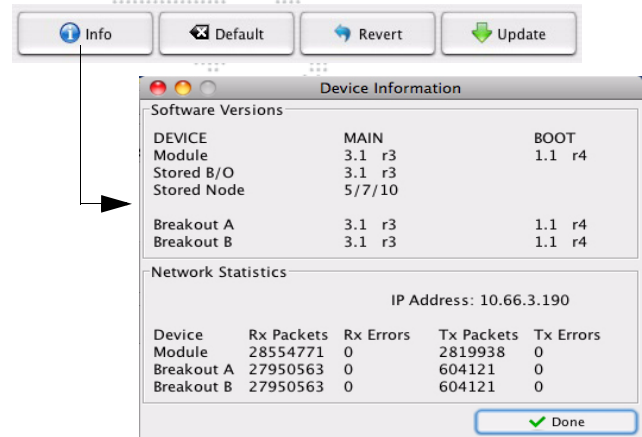 Info Default Revert Update
Device Information
Software Versions
DEVICE MAIN BOOT
Module 3.1 r3 1.1 r4
Stored B/O 3.1 r3
Stored Node 5/7/10
Breakout A 3.1 r3 1.1 r4
Breakout B 3.1 r3 1.1 r4
Network Statistics
IP Address: 10.66.3.190
Device Rx Packets Rx Errors Tx Packets Tx Errors
Module 28554771 0 2819938 0
Breakout A 27950563 0 604121 0
Breakout B 27950563 0 604121 0
Done